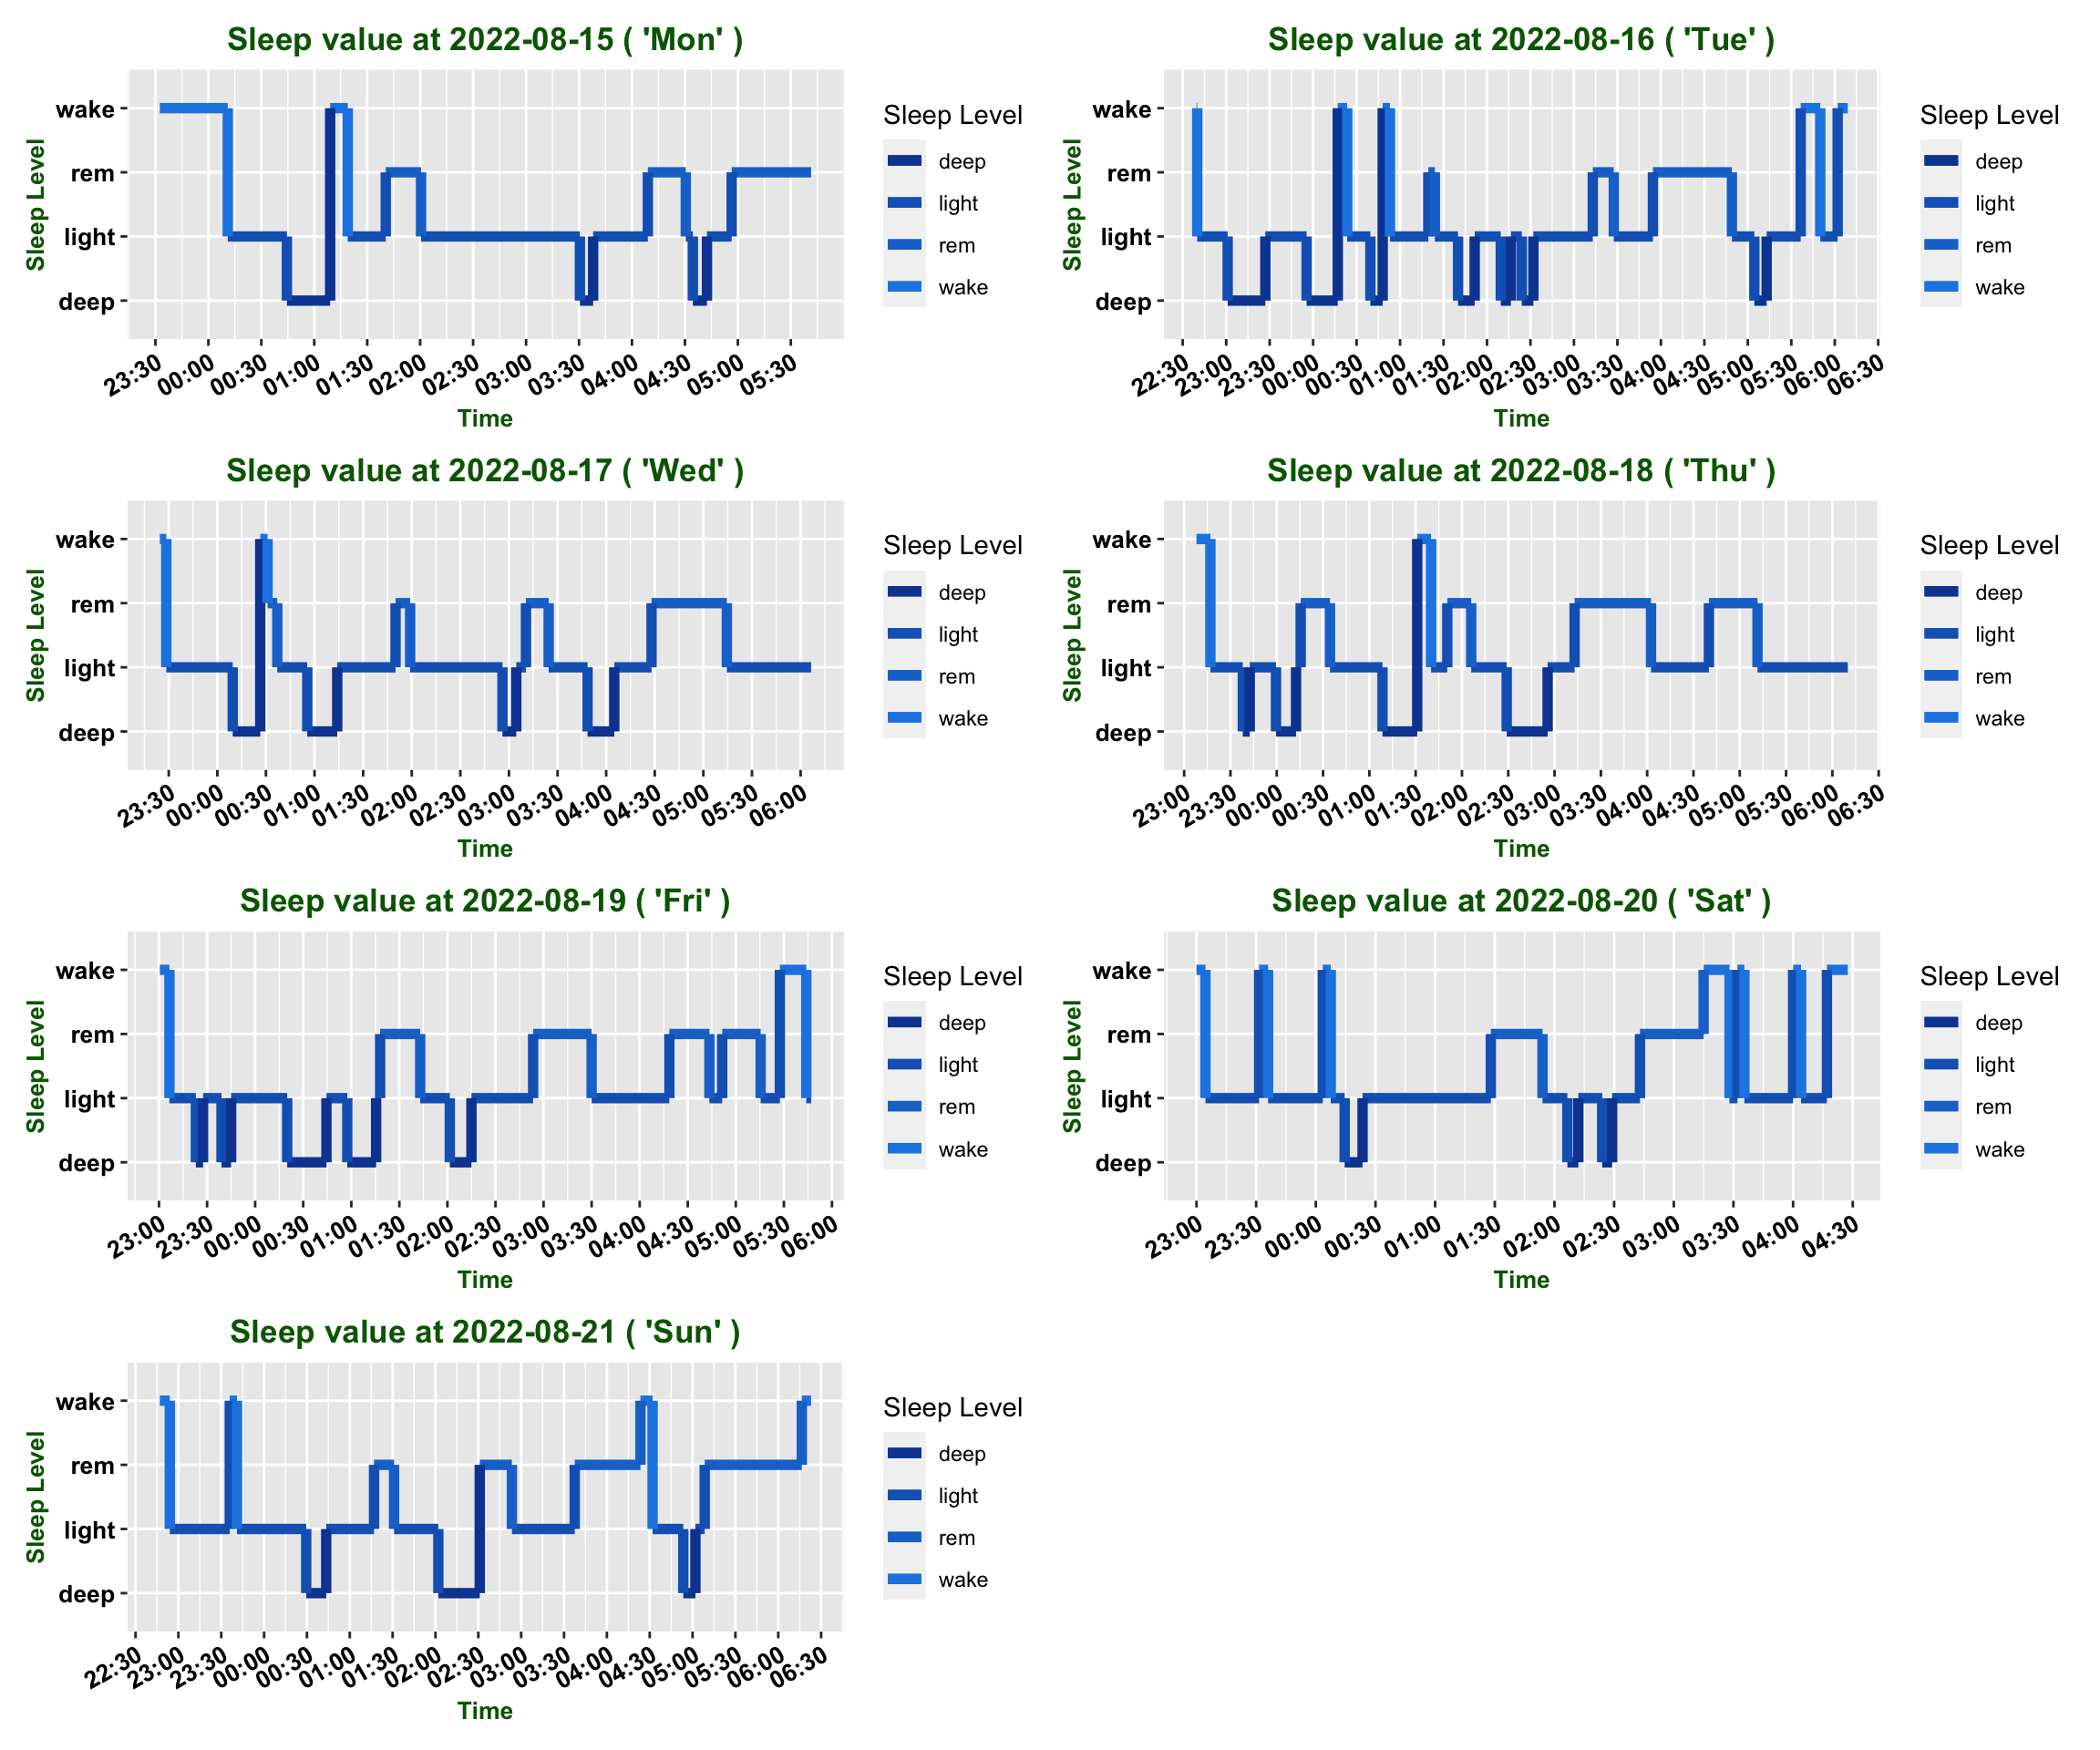 Sleep value at 2022-08-15 ( 'Mon' )
Sleep Level
wake
rem
light
deep
23:30 00:00 00:30 01:00 01:30 02:00 02:30 03:00 03:30 04:00 04:30 05:00 05:30
Time
Sleep Level
deep
light
rem
wake
Sleep value at 2022-08-16 ( 'Tue' )
Sleep Level
wake
rem
light
deep
22:30 23:00 23:30 00:00 00:30 01:00 01:30 02:00 02:30 03:00 03:30 04:00 04:30 05:00 05:30 06:00 06:30
Time
Sleep Level
deep
light
rem
wake
Sleep value at 2022-08-17 ( 'Wed' )
Sleep Level
wake
rem
light
deep
23:30 00:00 00:30 01:00 01:30 02:00 02:30 03:00 03:30 04:00 04:30 05:00 05:30 06:00
Time
Sleep Level
deep
light
rem
wake
Sleep value at 2022-08-18 ( 'Thu' )
Sleep Level
wake
rem
light
deep
23:00 23:30 00:00 00:30 01:00 01:30 02:00 02:30 03:00 03:30 04:00 04:30 05:00 05:30 06:00 06:30
Time
Sleep Level
deep
light
rem
wake
Sleep value at 2022-08-19 ( 'Fri' )
Sleep Level
wake
rem
light
deep
23:00 23:30 00:00 00:30 01:00 01:30 02:00 02:30 03:00 03:30 04:00 04:30 05:00 05:30 06:00
Time
Sleep Level
deep
light
rem
wake
Sleep value at 2022-08-20 ( 'Sat' )
Sleep Level
wake
rem
light
deep
23:00 23:30 00:00 00:30 01:00 01:30 02:00 02:30 03:00 03:30 04:00 04:30
Time
Sleep Level
deep
light
rem
wake
Sleep value at 2022-08-21 ( 'Sun' )
Sleep Level
wake
rem
light
deep
22:30 23:00 23:30 00:00 00:30 01:00 01:30 02:00 02:30 03:00 03:30 04:00 04:30 05:00 05:30 06:00 06:30
Time
Sleep Level
deep
light
rem
wake